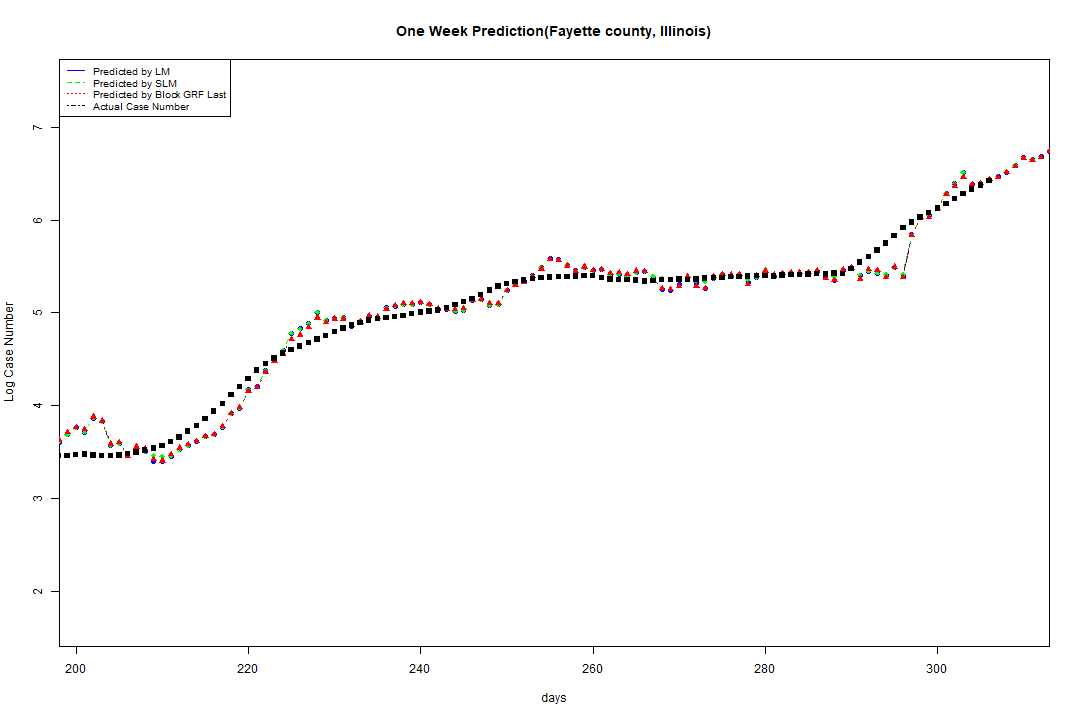 One Week Prediction(Fayette county, Illinois)
Predicted by LM
Predicted by SLM
Predicted by Block GRF Last
Actual Case Number
7
6
5
4
3
2
Log Case Number
200 220 240 260 280 300
days